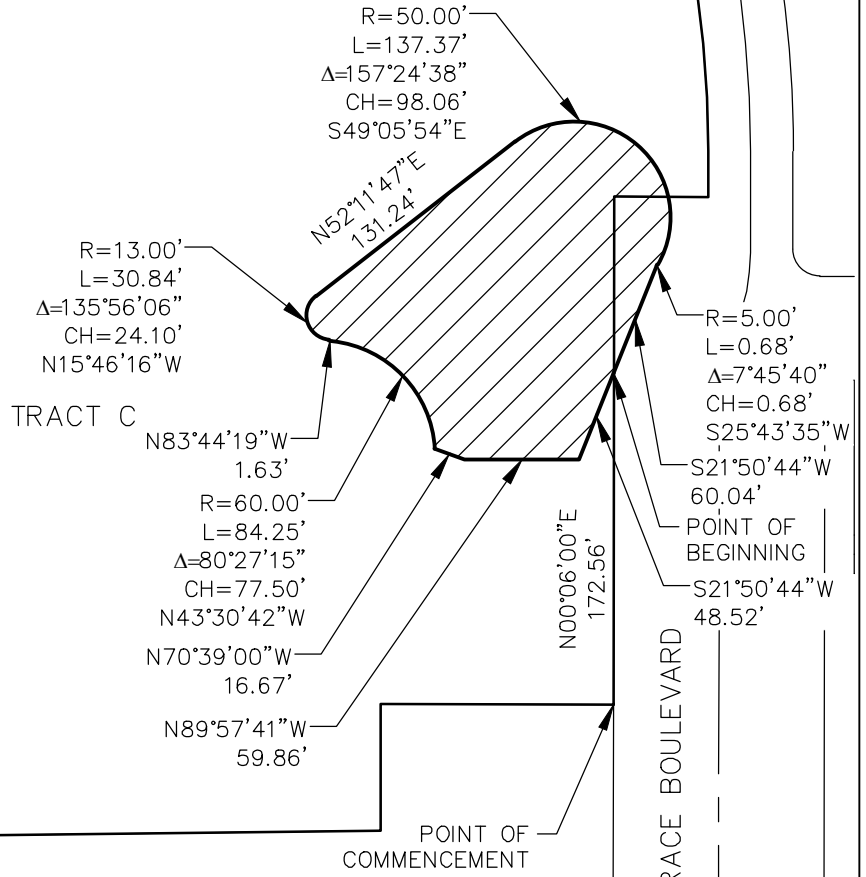 R=50.00'
L=137.37'
Δ=157°24'38"
CH=98.06'
S49°05'54"E
N52°11'47"E
131.24'
R=13.00'
L=30.84'
Δ=135°56'06"
CH=24.10'
N15°46'16"W
TRACT C
N83°44'19"W
1.63'
R=60.00'
L=84.25'
Δ=80°27'15"
CH=77.50'
N43°30'42"W
N70°39'00"W
16.67'
N89°57'41"W
59.86'
R=5.00'
L=0.68'
Δ=7°45'40"
CH=0.68'
S25°43'35"W
S21°50'44"W
60.04'
POINT OF
BEGINNING
S21°50'44"W
48.52'
N00°06'00"E
172.56'
RACE BOULEVARD
POINT OF
COMMENCEMENT